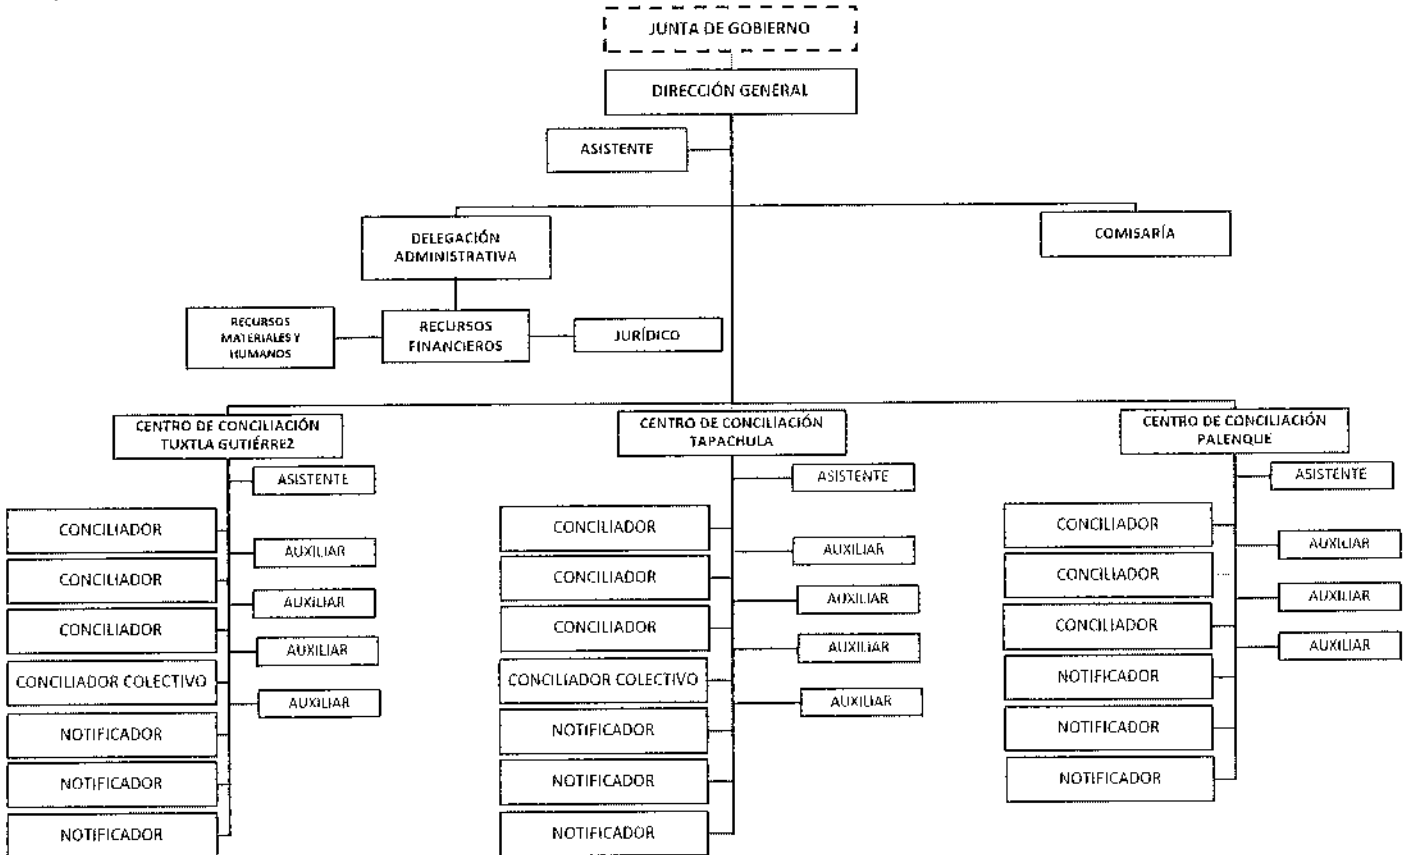 JUNTA DE GOBIERNO
DIRECCIÓN GENERAL
ASISTENTE
DELEGACIÓN
ADMINISTRATIVA
COMISARÍA
RECURSOS
MATERIALES Y
HUMANOS
RECURSOS
FINANCIEROS
JURÍDICO
CENTRO DE CONCILIACIÓN
TUXTLA GUTIÉRREZ
ASISTENTE
CONCILIADOR
CONCILIADOR
CONCILIADOR
CONCILIADOR COLECTIVO
NOTIFICADOR
NOTIFICADOR
NOTIFICADOR
AUXILIAR
AUXILIAR
AUXILIAR
AUXILIAR
CENTRO DE CONCILIACIÓN
TAPACHULA
ASISTENTE
CONCILIADOR
CONCILIADOR
CONCILIADOR
CONCILIADOR COLECTIVO
NOTIFICADOR
NOTIFICADOR
NOTIFICADOR
AUXILIAR
AUXILIAR
AUXILIAR
AUXILIAR
CENTRO DE CONCILIACIÓN
PALENQUE
ASISTENTE
CONCILIADOR
CONCILIADOR
CONCILIADOR
NOTIFICADOR
NOTIFICADOR
NOTIFICADOR
AUXILIAR
AUXILIAR
AUXILIAR